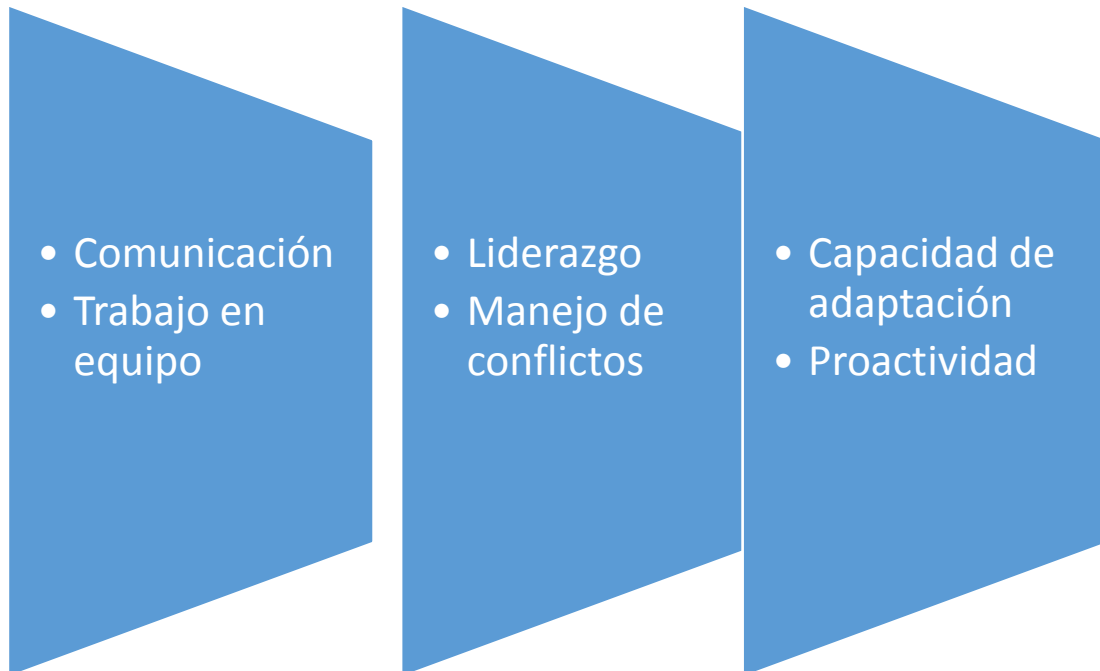 • Comunicación
• Trabajo en
equipo
• Liderazgo
• Manejo de
conflictos
• Capacidad de
adaptación
• Proactividad